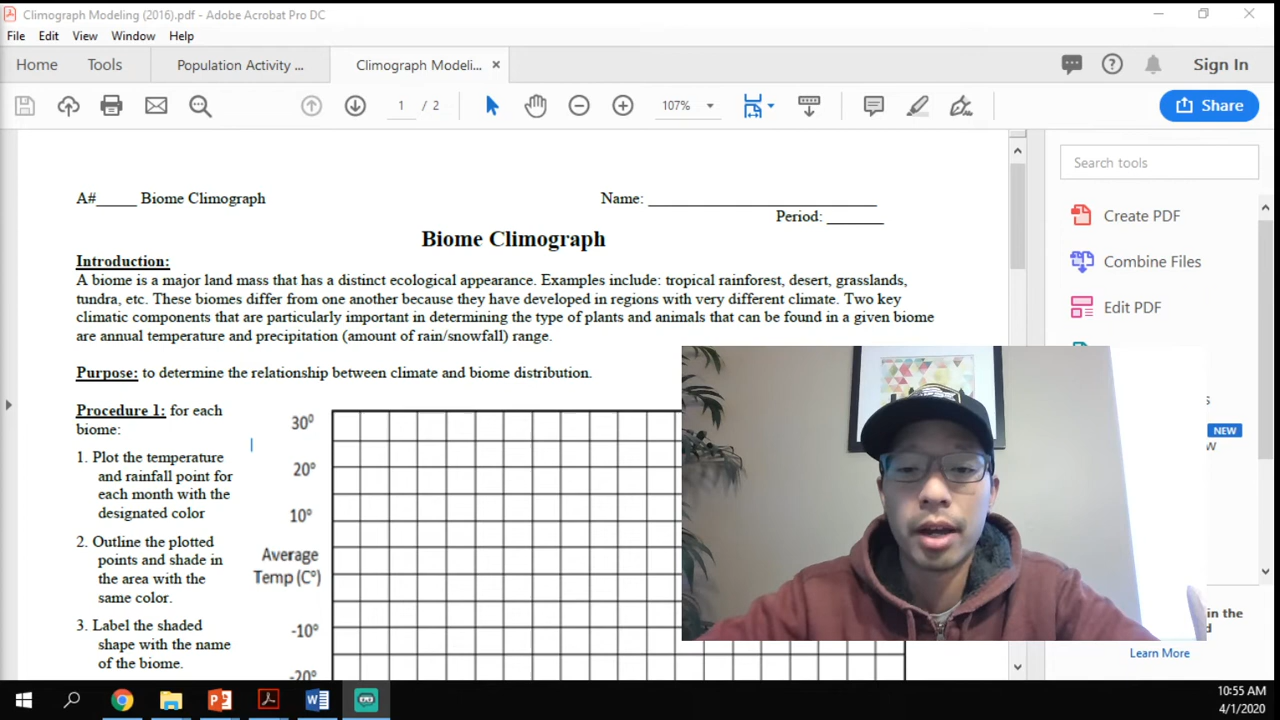 Climograph Modeling (2016).pdf - Adobe Acrobat Pro DC
File Edit View Window Help
Home Tools Population Activity ... Climograph Modeli... × Sign In
1 / 2 107% Share
A#_____ Biome Climograph Name: ___________________________
Period: _______
Biome Climograph
Introduction:
A biome is a major land mass that has a distinct ecological appearance. Examples include: tropical rainforest, desert, grasslands,
tundra, etc. These biomes differ from one another because they have developed in regions with very different climate. Two key
climatic components that are particularly important in determining the type of plants and animals that can be found in a given biome
are annual temperature and precipitation (amount of rain/snowfall) range.
Purpose: to determine the relationship between climate and biome distribution.
Procedure 1: for each
biome:
1. Plot the temperature
and rainfall point for
each month with the
designated color
2. Outline the plotted
points and shade in
the area with the
same color.
3. Label the shaded
shape with the name
of the biome.
30⁰
20°
10°
Average
Temp (C°)
-10°
-20°
Search tools
Create PDF
Combine Files
Edit PDF
NEW
in the
Learn More
10:55 AM
4/1/2020